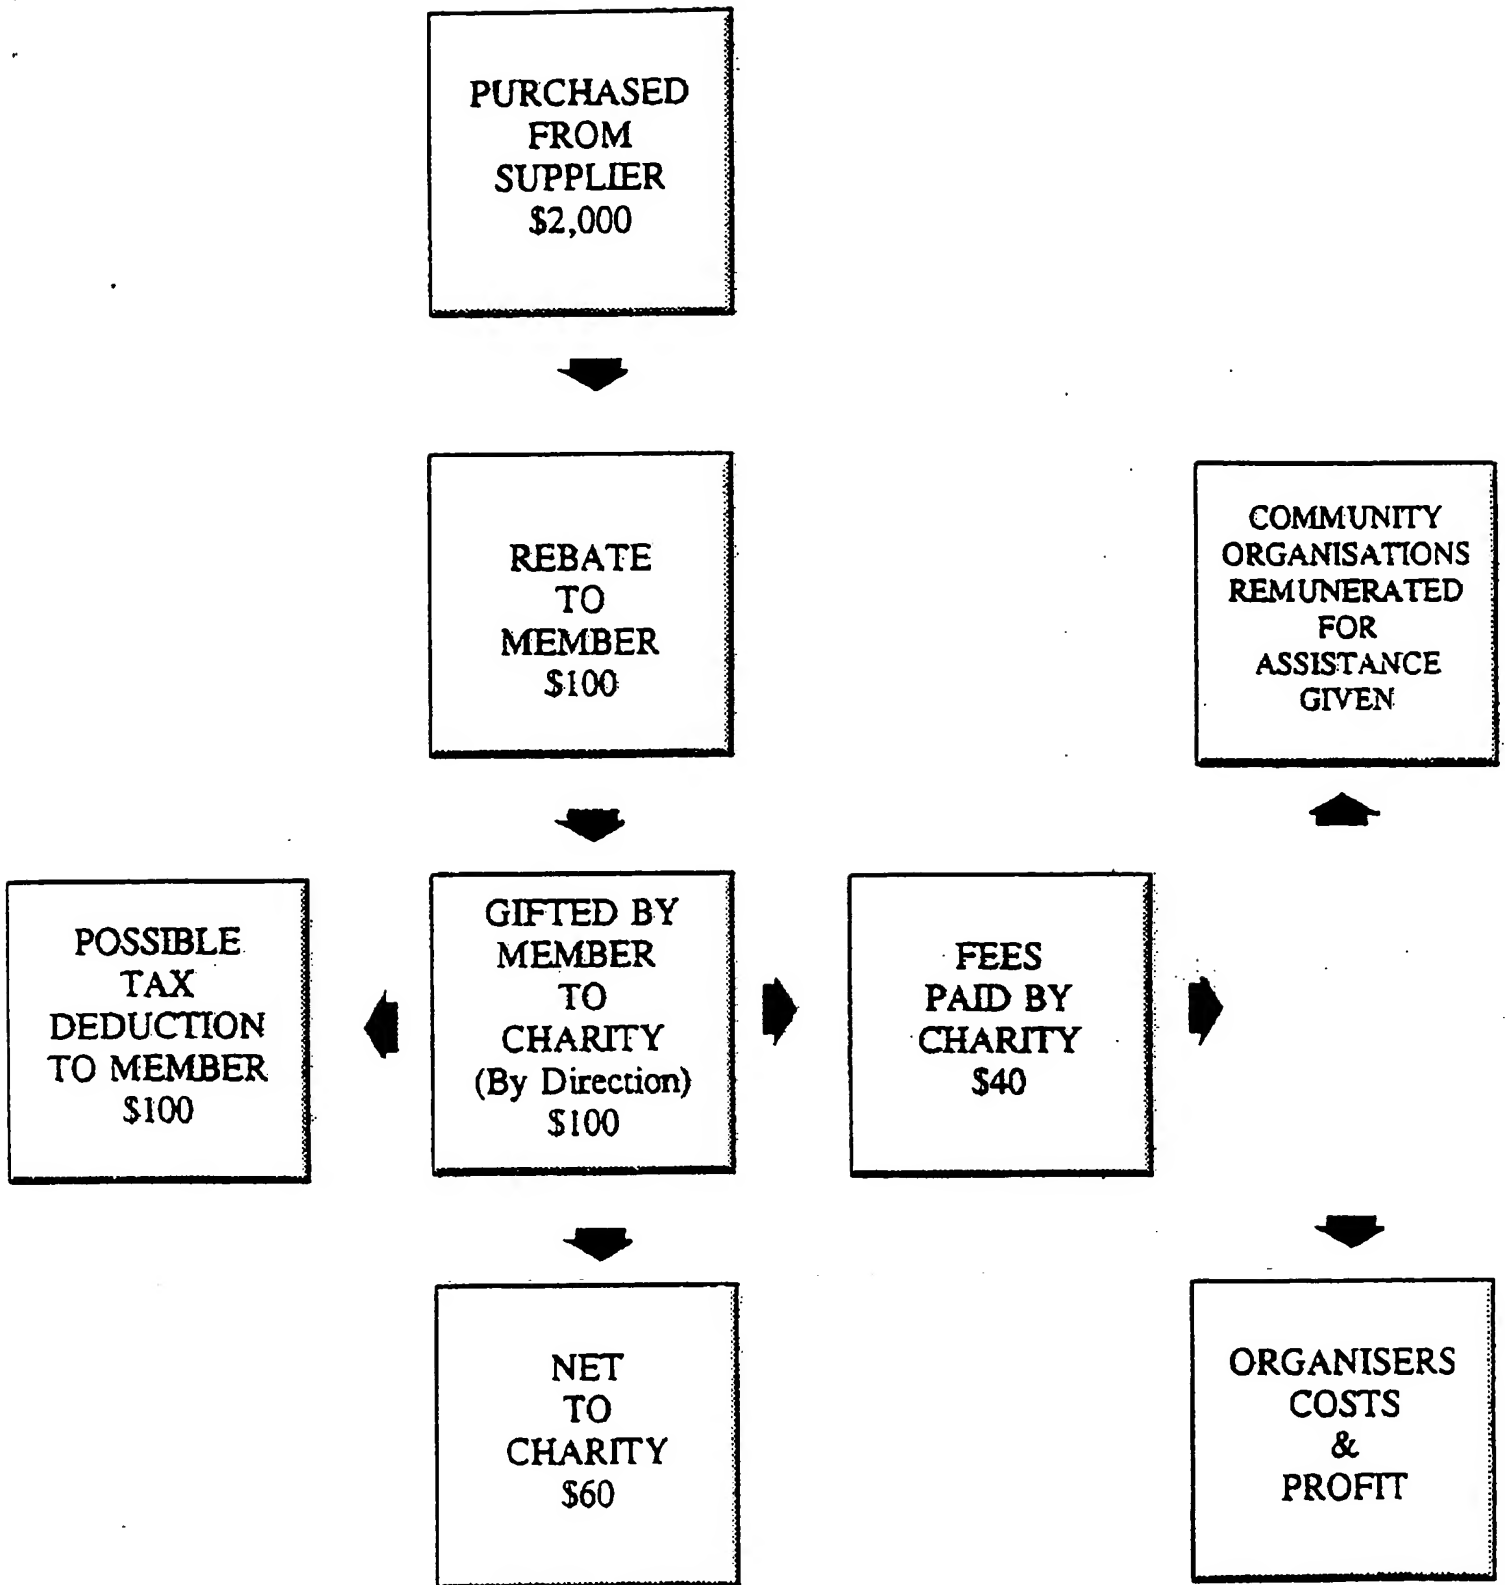 PURCHASED
FROM
SUPPLIER
$2,000
REBATE
TO
MEMBER
$100
COMMUNITY
ORGANISATIONS
REMUNERATED
FOR
ASSISTANCE
GIVEN
POSSIBLE
TAX
DEDUCTION
TO MEMBER
$100
GIFTED BY
MEMBER
TO
CHARITY
(By Direction)
$100
FEES
PAID BY
CHARITY
$40
NET
TO
CHARITY
$60
ORGANISERS
COSTS
&
PROFIT